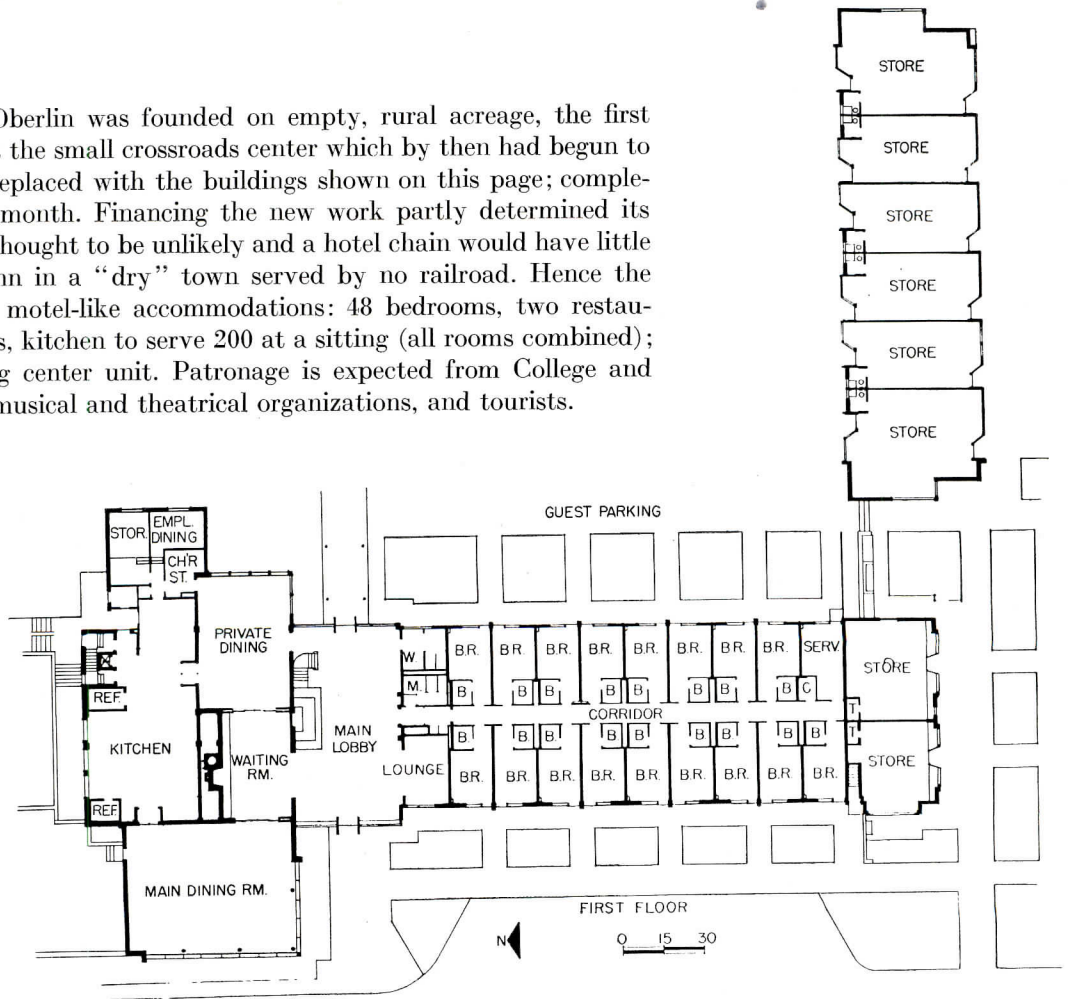 Oberlin was founded on empty, rural acreage, the first
the small crossroads center which by then had begun to
eplaced with the buildings shown on this page; comple-
month. Financing the new work partly determined its
hought to be unlikely and a hotel chain would have little
nn in a “dry” town served by no railroad. Hence the
motel-like accommodations: 48 bedrooms, two restau-
s, kitchen to serve 200 at a sitting (all rooms combined);
g center unit. Patronage is expected from College and
musical and theatrical organizations, and tourists.
STORE
STORE
STORE
STORE
STORE
STORE
GUEST PARKING
STOR.
EMPL.
DINING
CH'R
ST.
PRIVATE
DINING
W.
B.R. B.R. B.R. B.R. B.R. B.R. B.R. B.R. SERV.
STORE
REF.
M.
B B B B B B B B C
KITCHEN
WAITING
RM.
MAIN
LOBBY
CORRIDOR
T
T
LOUNGE
B. B. B. B. B. B. B. B B
B.R. B.R. B.R. B.R. B.R. B.R. B.R. B.R. B.R.
STORE
REF.
MAIN DINING RM.
FIRST FLOOR
N
0 15 30